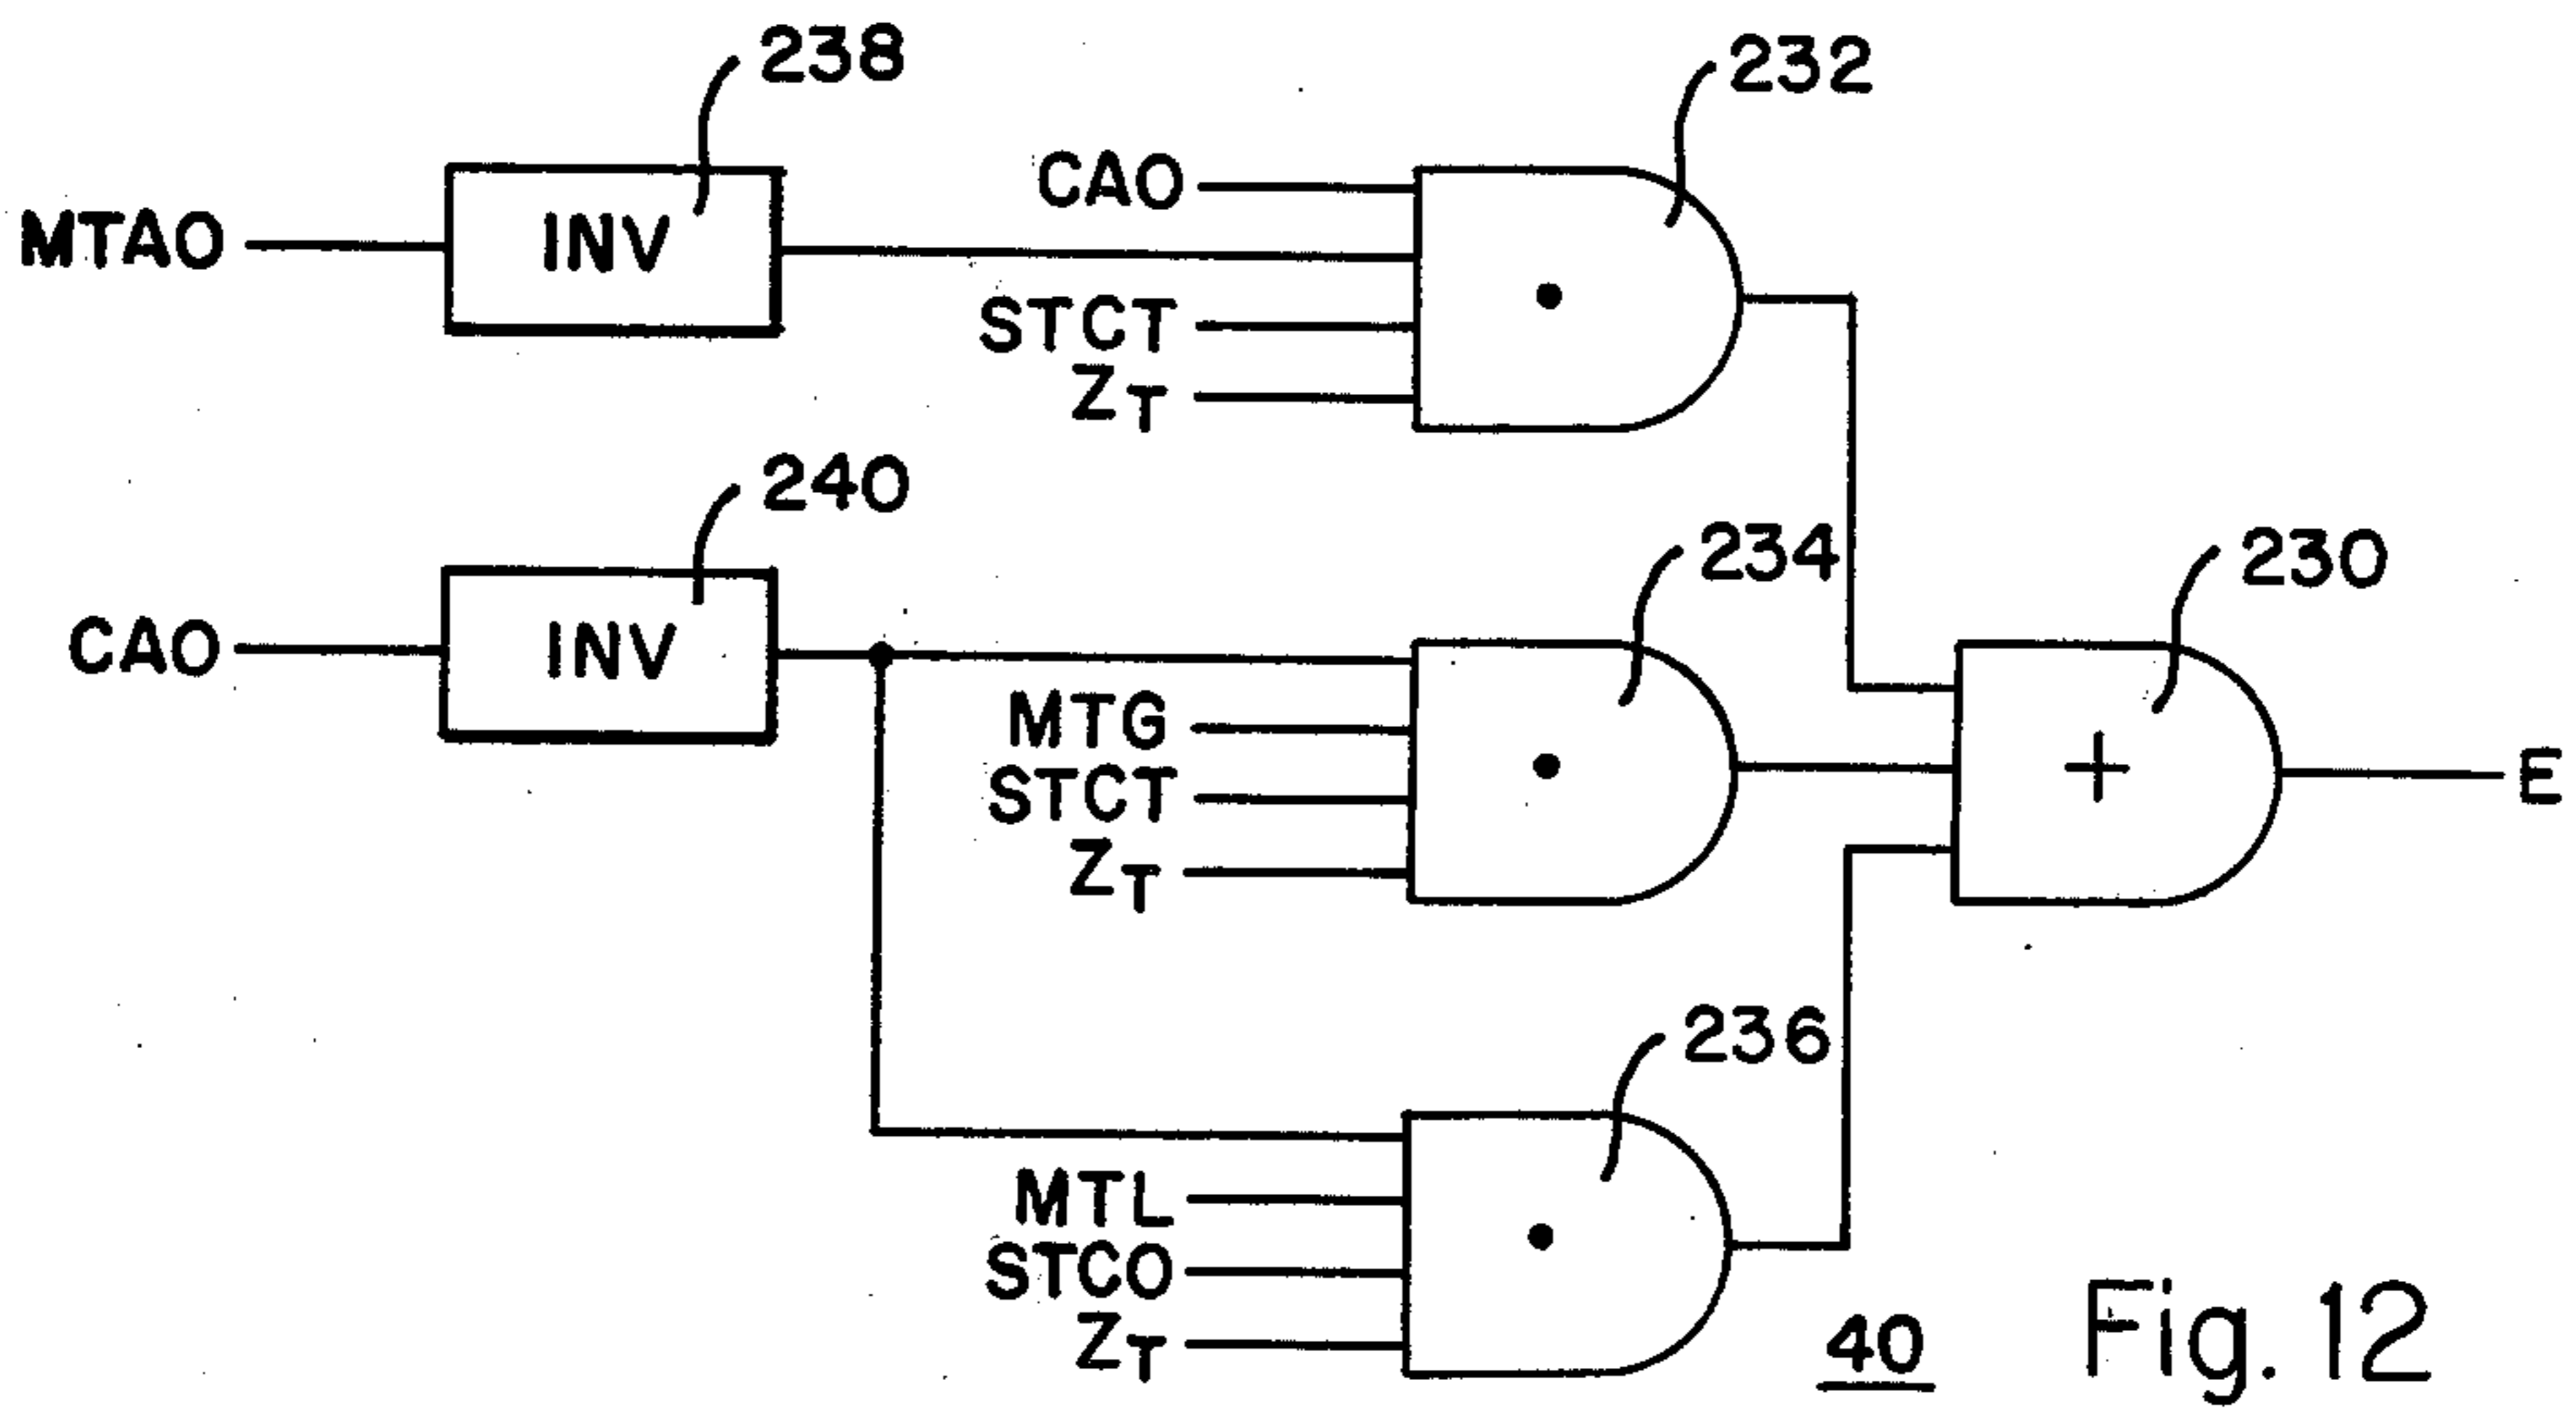 238
232
CAO
MTAO
INV
STCT
ZT
240
234
230
CAO
INV
MTG
STCT
ZT
E
236
MTL
STCO
ZT
40
Fig. 12